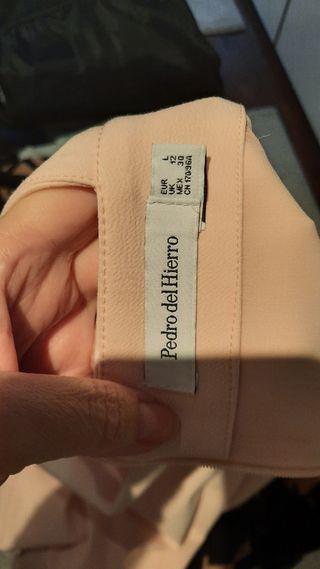 EUR L
UK 12
MEX 30
CN 170/96A
Pedro del Hierro